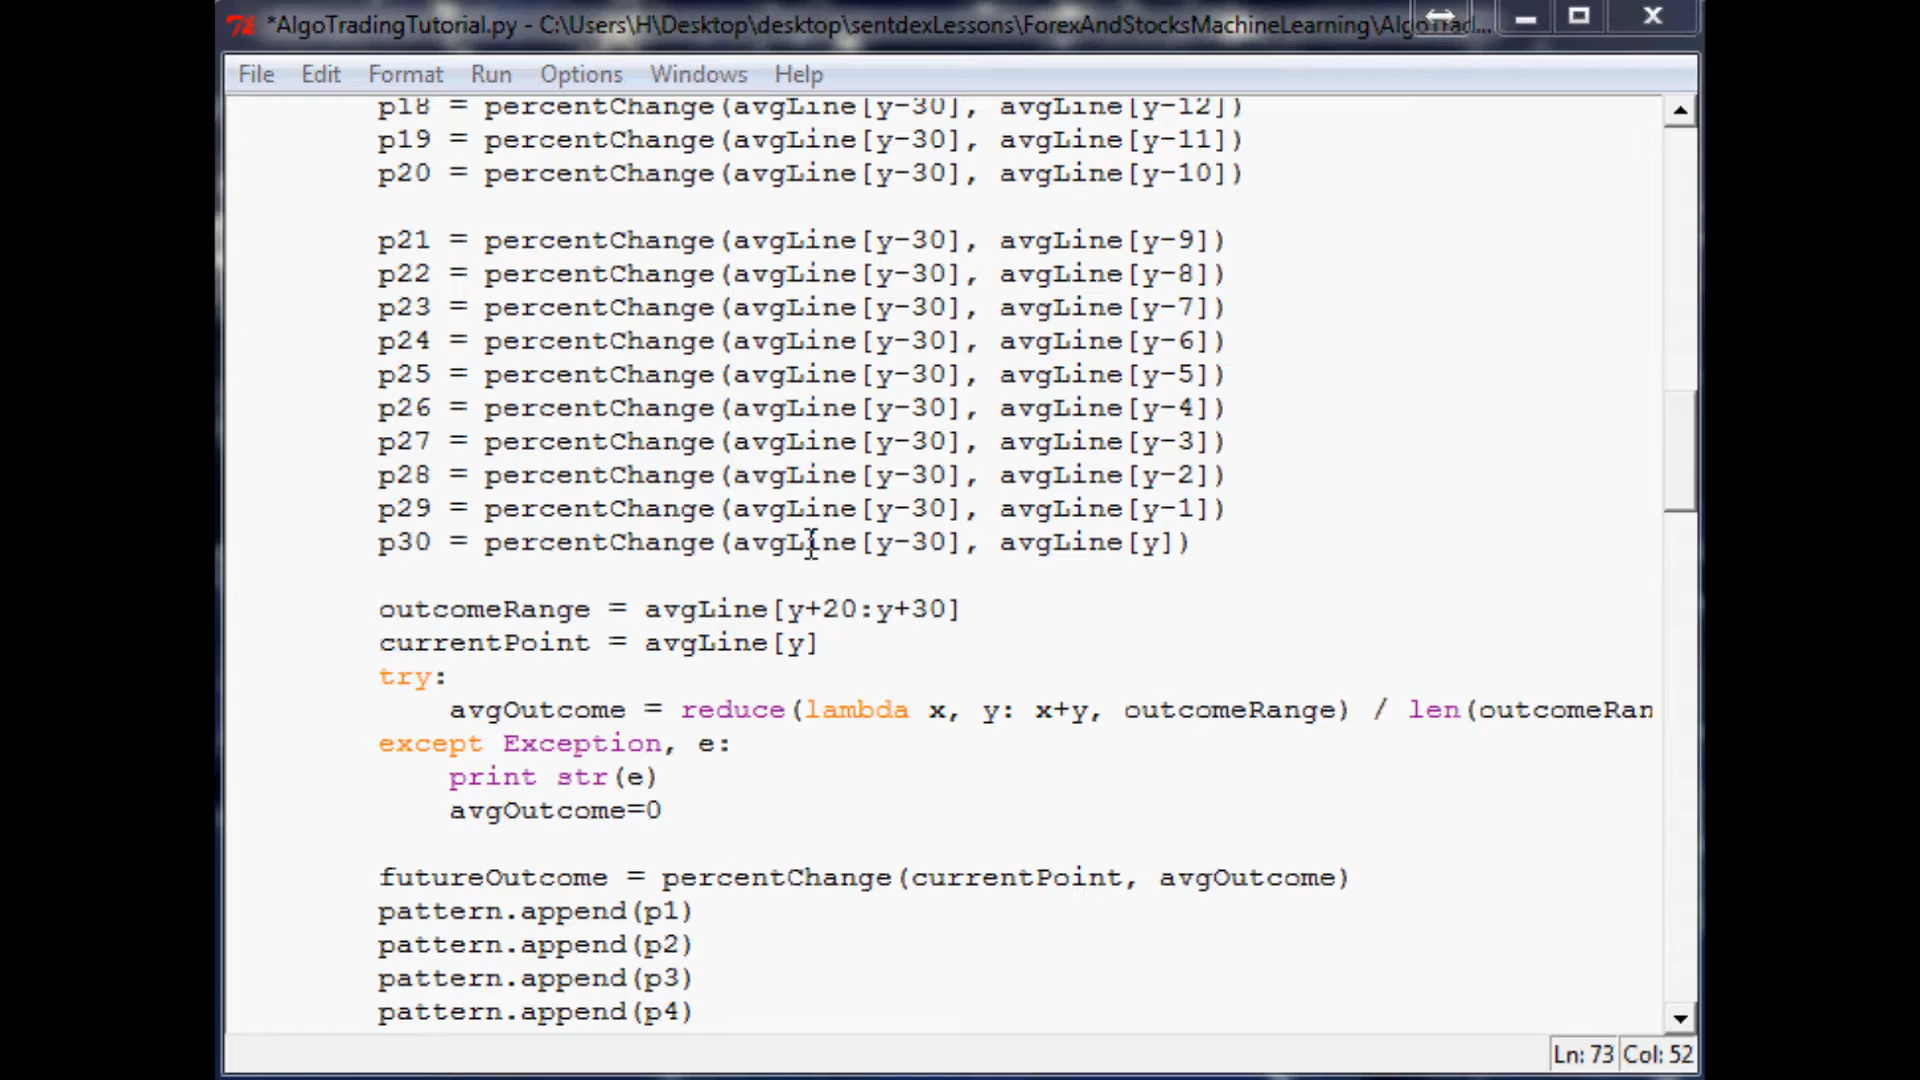 *AlgoTradingTutorial.py - C:\Users\H\Desktop\desktop\sentdexLessons\ForexAndStocksMachineLearning\AlgoTrad...
File Edit Format Run Options Windows Help
p18 = percentChange(avgLine[y-30], avgLine[y-12])
p19 = percentChange(avgLine[y-30], avgLine[y-11])
p20 = percentChange(avgLine[y-30], avgLine[y-10])
p21 = percentChange(avgLine[y-30], avgLine[y-9])
p22 = percentChange(avgLine[y-30], avgLine[y-8])
p23 = percentChange(avgLine[y-30], avgLine[y-7])
p24 = percentChange(avgLine[y-30], avgLine[y-6])
p25 = percentChange(avgLine[y-30], avgLine[y-5])
p26 = percentChange(avgLine[y-30], avgLine[y-4])
p27 = percentChange(avgLine[y-30], avgLine[y-3])
p28 = percentChange(avgLine[y-30], avgLine[y-2])
p29 = percentChange(avgLine[y-30], avgLine[y-1])
p30 = percentChange(avgLine[y-30], avgLine[y])
outcomeRange = avgLine[y+20:y+30]
currentPoint = avgLine[y]
try:
avgOutcome = reduce(lambda x, y: x+y, outcomeRange) / len(outcomeRan
except Exception, e:
print str(e)
avgOutcome=0
futureOutcome = percentChange(currentPoint, avgOutcome)
pattern.append(p1)
pattern.append(p2)
pattern.append(p3)
pattern.append(p4)
Ln: 73 Col: 52